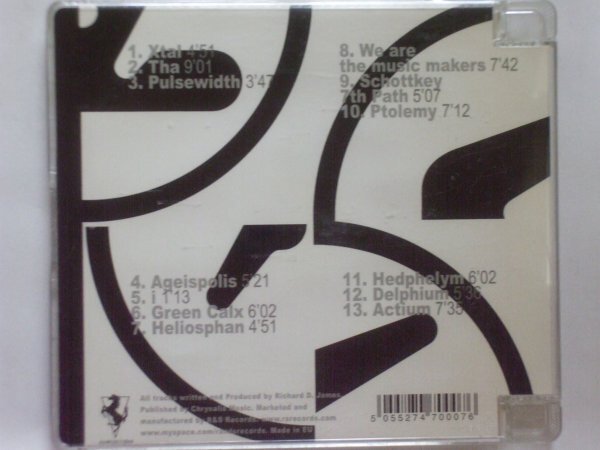 1. Xtal 4'51
2. Tha 9'01
3. Pulsewidth 3'47
4. Ageispolis 5'21
5. i 1'13
6. Green Calx 6'02
7. Heliosphan 4'51
8. We are
the music makers 7'42
9. Schottkey
7th Path 5'07
10. Ptolemy 7'12
11. Hedphelym 6'02
12. Delphium 5'36
13. Actium 7'35
All tracks written and Produced by Richard D. James.
Published by Chrysalis Music. Marketed and
manufactured by R&S Records. www.rsrecords.com.
www.myspace.com/randsrecords. Made in EU
5 055274 700076